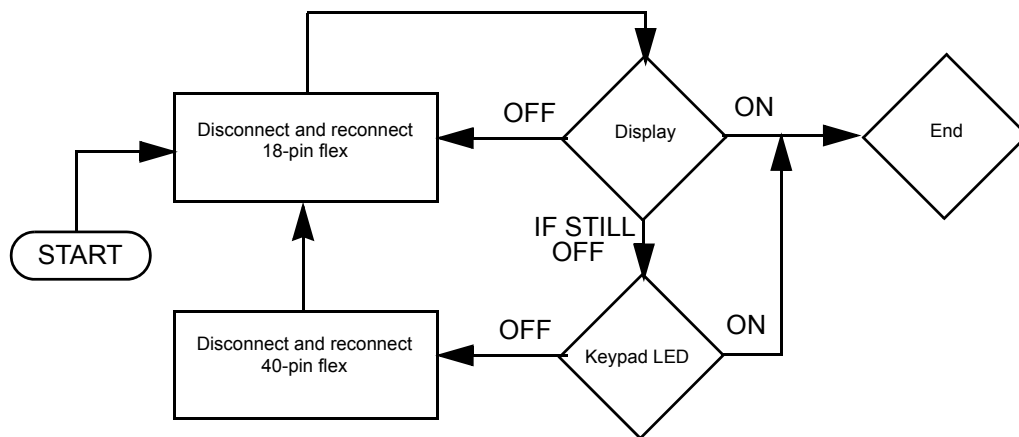 Disconnect and reconnect
18-pin flex
OFF
Display
ON
End
START
IF STILL
OFF
Disconnect and reconnect
40-pin flex
OFF
Keypad LED
ON